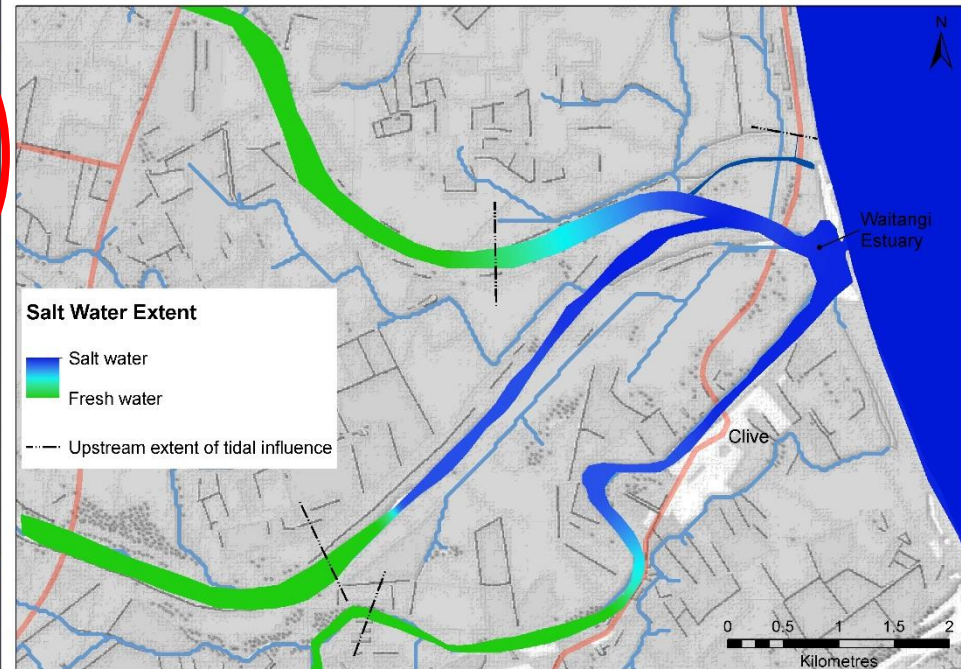 N
Waitangi
Estuary
Salt Water Extent
Salt water
Fresh water
Upstream extent of tidal influence
Clive
0 0.5 1 1.5 2
Kilometres